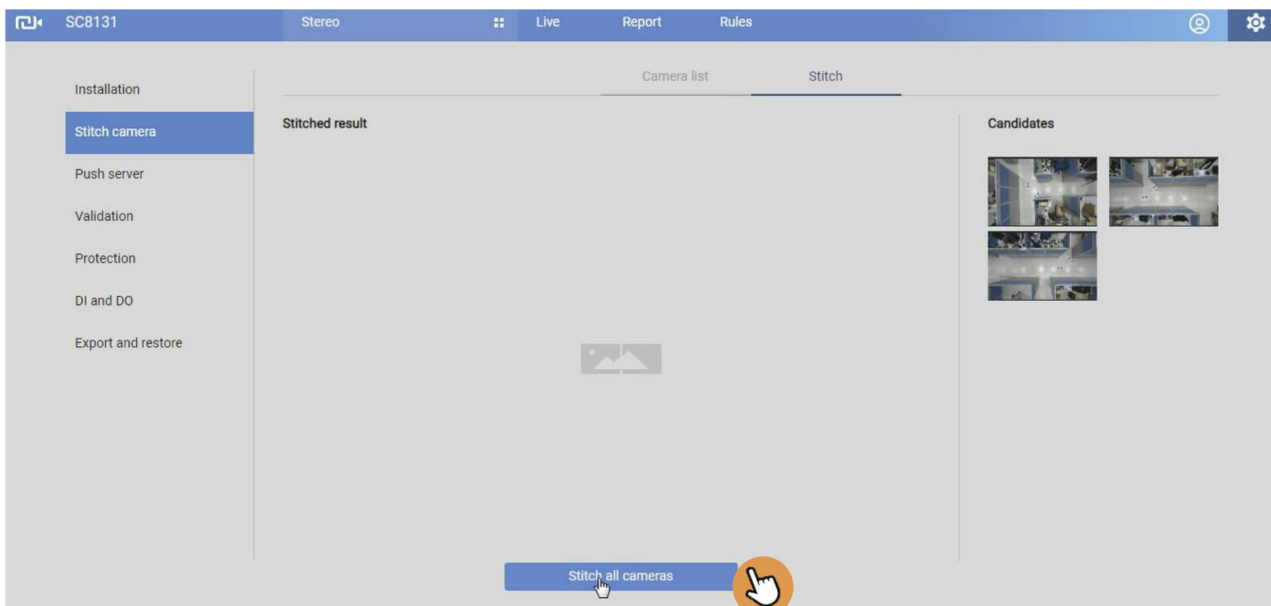 SC8131 Stereo Live Report Rules
Camera list Stitch
Installation
Stitch camera
Push server
Validation
Protection
DI and DO
Export and restore
Stitched result
Candidates
Stitch all cameras